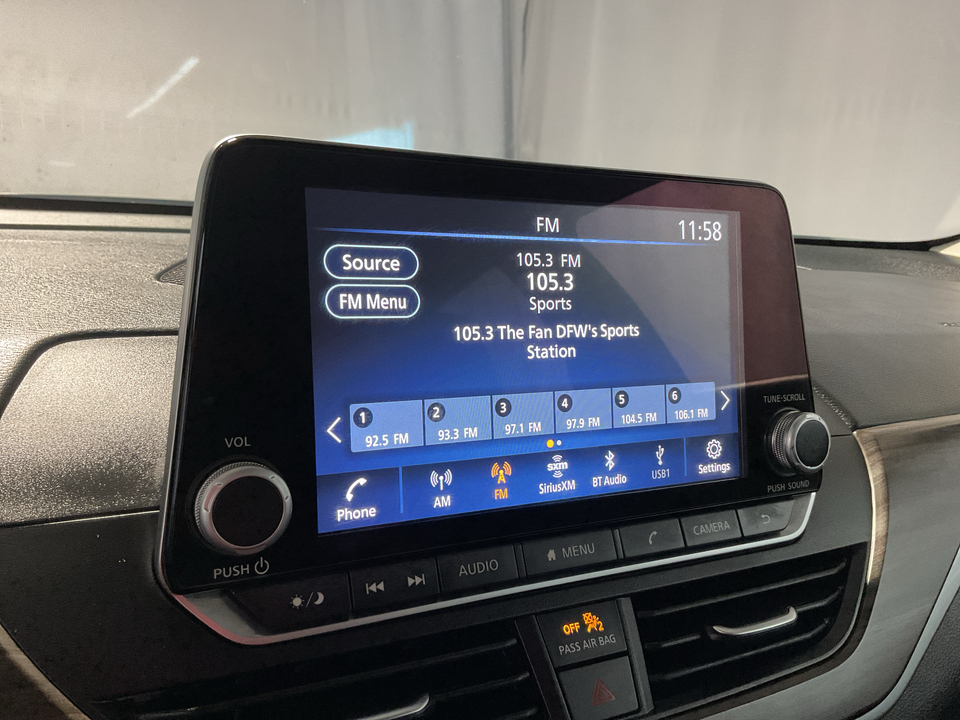 FM
11:58
Source
FM Menu
105.3 FM
105.3
Sports
105.3 The Fan DFW's Sports
Station
1 92.5 FM
2 93.3 FM
3 97.1 FM
4 97.9 FM
5 104.5 FM
6 106.1 FM
Phone
AM
FM
sxm
SiriusXM
BT Audio
USB1
Settings
VOL
PUSH
TUNE·SCROLL
PUSH SOUND
AUDIO
MENU
CAMERA
OFF 2
PASS AIR BAG